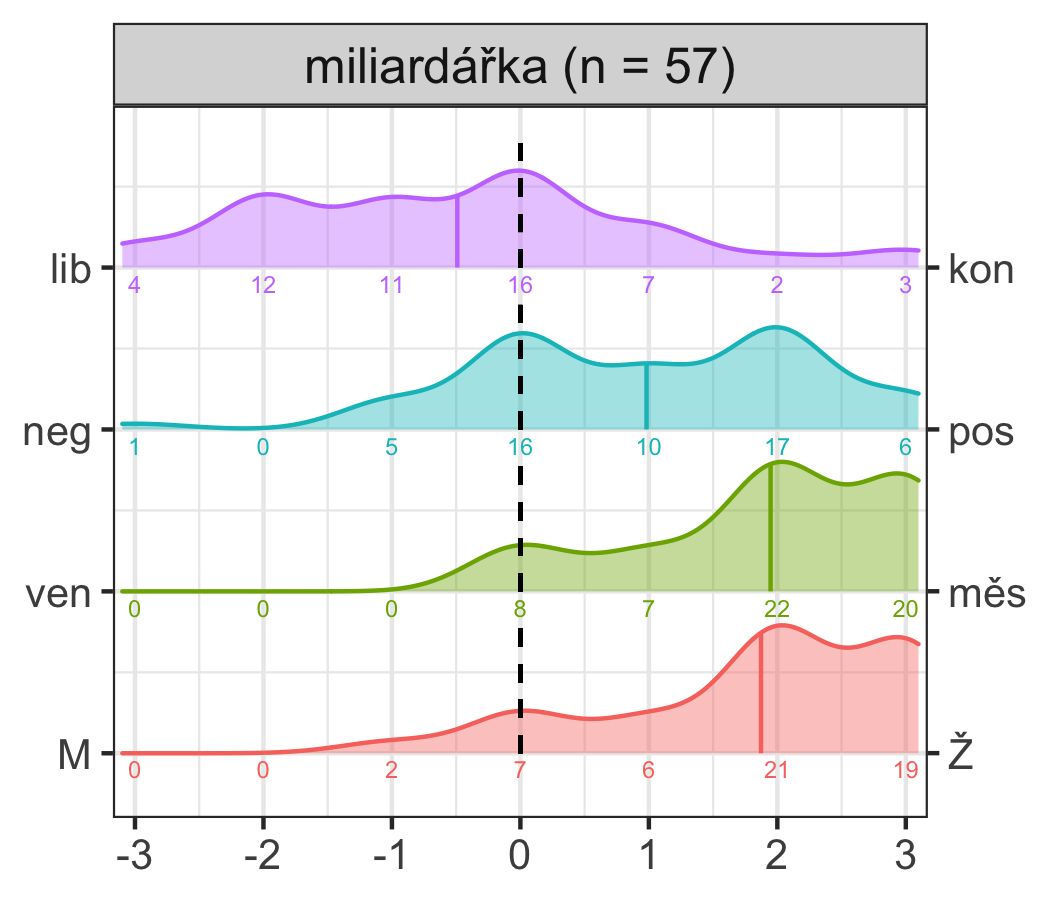 miliardářka (n = 57)
lib kon
4 12 11 16 7 2 3
neg pos
1 0 5 16 10 17 6
ven měs
0 0 0 8 7 22 20
M Ž
0 0 2 7 6 21 19
-3 -2 -1 0 1 2 3